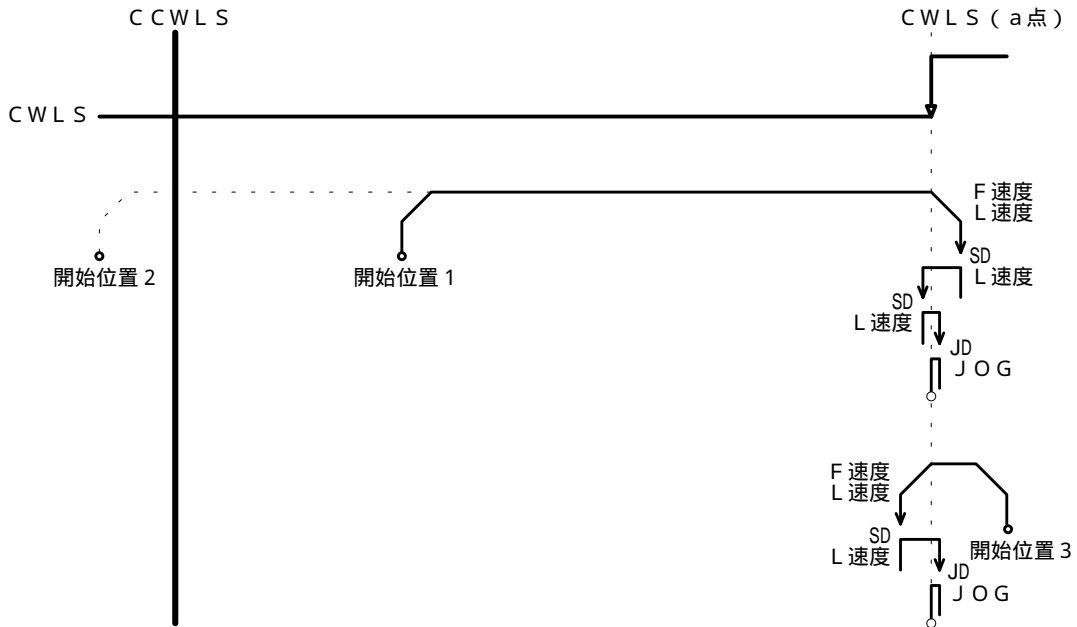 ＣＣＷＬＳ
ＣＷＬＳ（a点）
ＣＷＬＳ
Ｆ速度
Ｌ速度
SD
Ｌ速度
開始位置2
開始位置1
SD
Ｌ速度
JD
ＪＯＧ
Ｆ速度
Ｌ速度
SD
Ｌ速度
開始位置3
JD
ＪＯＧ